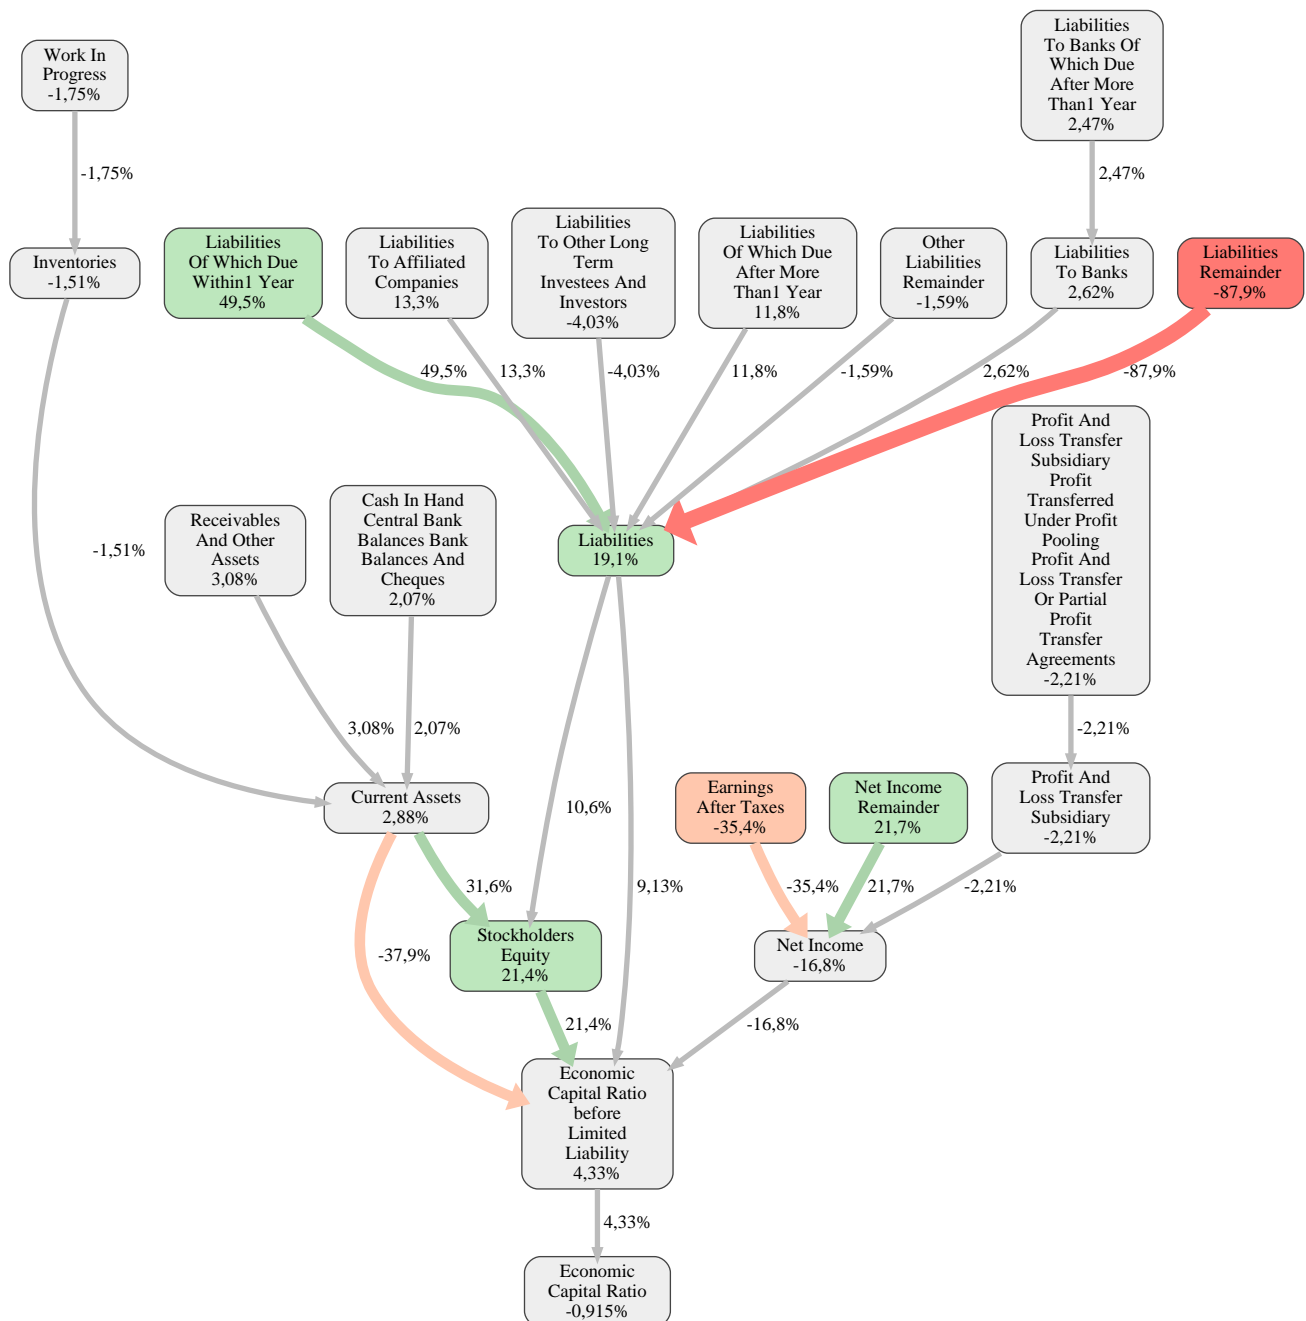 Liabilities
To Banks Of
Which Due
After More
Than1 Year
2,47%
Work In
Progress
-1,75%
-1,75%
2,47%
Inventories
-1,51%
Liabilities
Of Which Due
Within1 Year
49,5%
Liabilities
To Affiliated
Companies
13,3%
Liabilities
To Other Long
Term
Investees And
Investors
-4,03%
Liabilities
Of Which Due
After More
Than1 Year
11,8%
Other
Liabilities
Remainder
-1,59%
Liabilities
To Banks
2,62%
Liabilities
Remainder
-87,9%
49,5%
13,3%
-4,03%
11,8%
-1,59%
2,62%
-87,9%
Profit And
Loss Transfer
Subsidiary
Profit
Transferred
Under Profit
Pooling
Profit And
Loss Transfer
Or Partial
Profit
Transfer
Agreements
-2,21%
-1,51%
Receivables
And Other
Assets
3,08%
Cash In Hand
Central Bank
Balances Bank
Balances And
Cheques
2,07%
Liabilities
19,1%
3,08%
2,07%
-2,21%
Current Assets
2,88%
10,6%
Earnings
After Taxes
-35,4%
Net Income
Remainder
21,7%
Profit And
Loss Transfer
Subsidiary
-2,21%
31,6%
9,13%
-35,4%
21,7%
-2,21%
-37,9%
Stockholders
Equity
21,4%
Net Income
-16,8%
21,4%
-16,8%
Economic
Capital Ratio
before
Limited
Liability
4,33%
4,33%
Economic
Capital Ratio
-0,915%